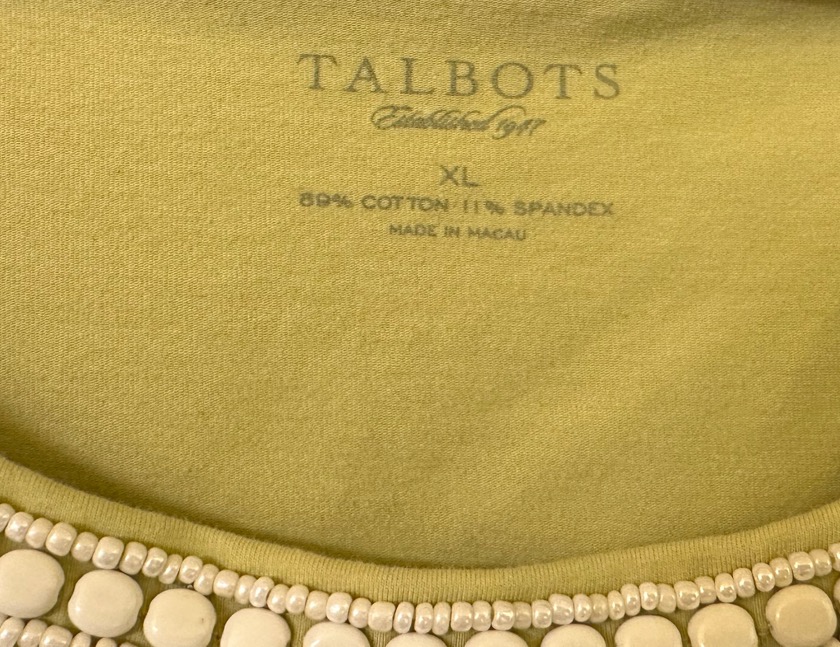 TALBOTS
Established 1947
XL
89% COTTON 11% SPANDEX
MADE IN MACAU